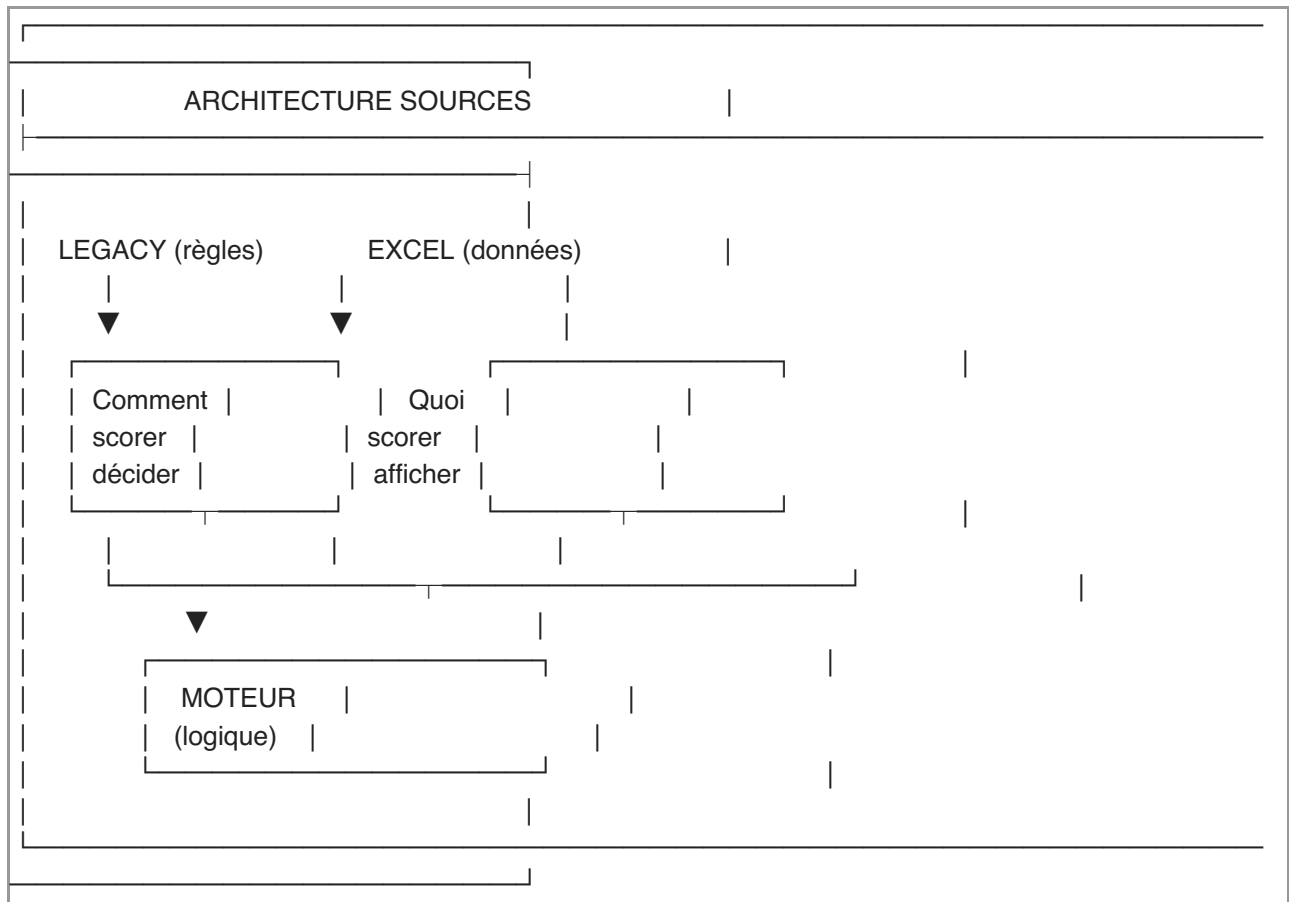 ARCHITECTURE SOURCES
LEGACY (règles) EXCEL (données)
Comment Quoi
scorer scorer
décider afficher
MOTEUR
(logique)